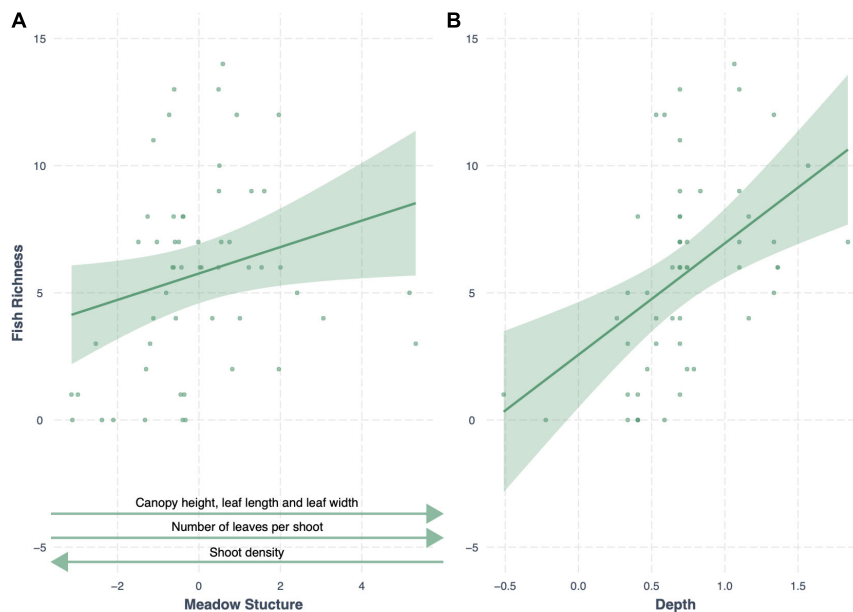 A
B
15
10
5
0
−5
Fish Richness
Canopy height, leaf length and leaf width
Number of leaves per shoot
Shoot density
−2 0 2 4
Meadow Stucture
15
10
5
0
−5
−0.5 0.0 0.5 1.0 1.5
Depth